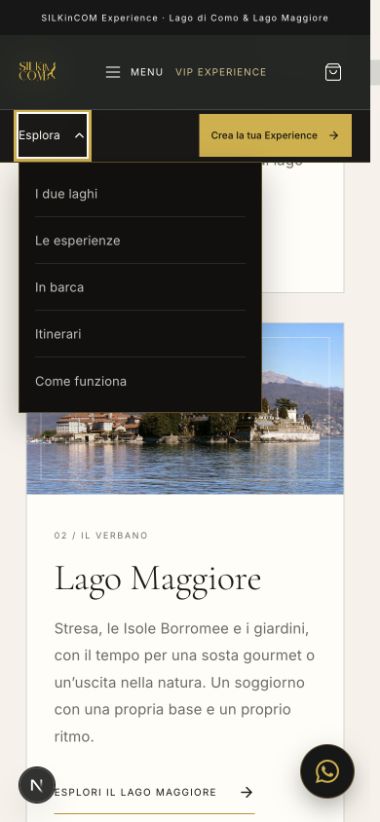 SILKinCOM Experience · Lago di Como & Lago Maggiore
SILKIN
COM
MENU
VIP EXPERIENCE
Esplora
Crea la tua Experience →
I due laghi
Le esperienze
In barca
Itinerari
Come funziona
02 / IL VERBANO
Lago Maggiore
Stresa, le Isole Borromee e i giardini,
con il tempo per una sosta gourmet o
un’uscita nella natura. Un soggiorno
con una propria base e un proprio
ritmo.
N
ESPLORI IL LAGO MAGGIORE →